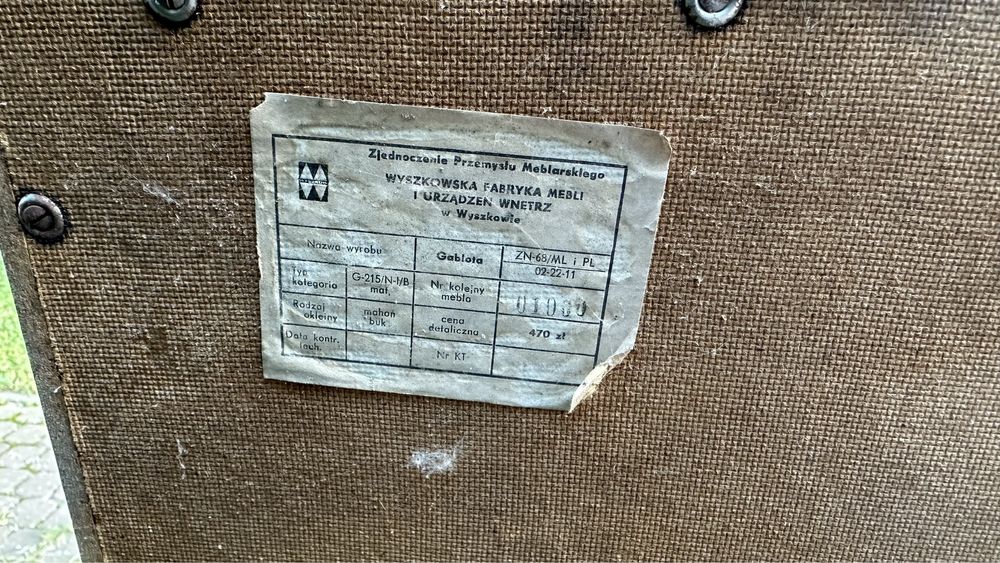 Zjednoczenie Przemysłu Meblarskiego
WYSZKOWSKA FABRYKA MEBLI
I URZĄDZEŃ WNĘTRZ
w Wyszkowie
Nazwa wyrobu
Gablota
ZN-68/ML i PL
02-22-11
Typ
kategoria
G-215/N-I/B
mat.
Nr kolejny
mebla
Rodzaj
okleiny
mahoń
buk
cena
detaliczna
470 zł
Data kontr.
tech.
Nr KT